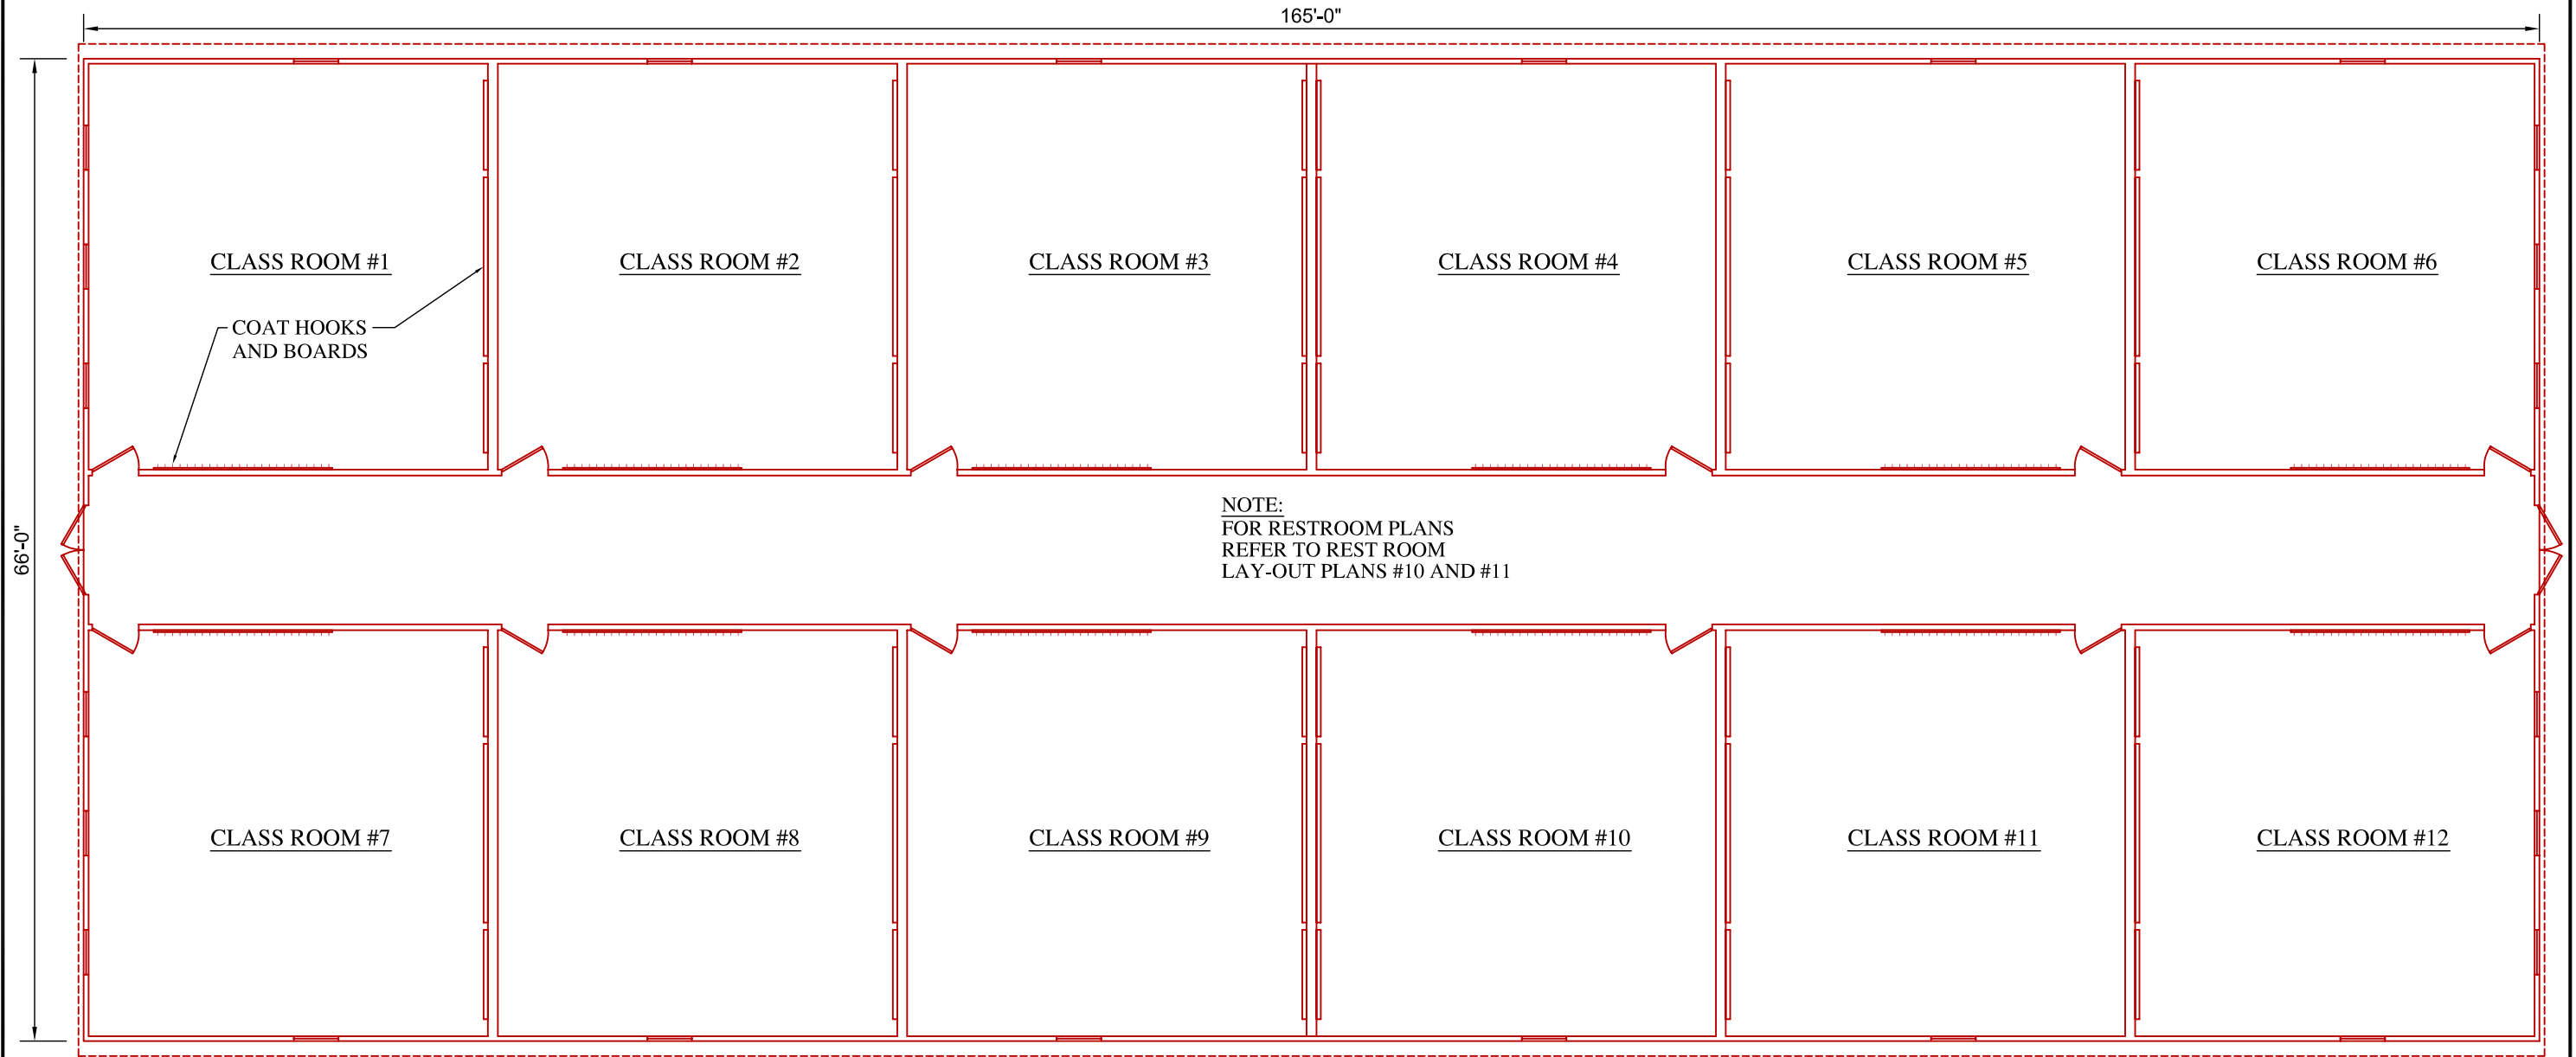 165'-0"
CLASS ROOM #1
CLASS ROOM #2
CLASS ROOM #3
CLASS ROOM #4
CLASS ROOM #5
CLASS ROOM #6
COAT HOOKS
AND BOARDS
66'-0"
NOTE:
FOR RESTROOM PLANS
REFER TO REST ROOM
LAY-OUT PLANS #10 AND #11
CLASS ROOM #7
CLASS ROOM #8
CLASS ROOM #9
CLASS ROOM #10
CLASS ROOM #11
CLASS ROOM #12